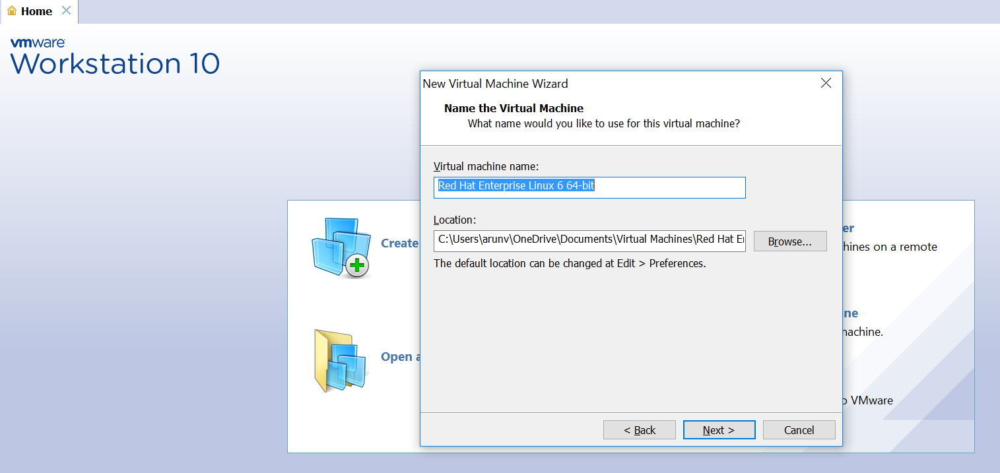 Home
vmware
Workstation 10
New Virtual Machine Wizard
Name the Virtual Machine
What name would you like to use for this virtual machine?
Virtual machine name:
Red Hat Enterprise Linux 6 64-bit
Location:
C:\Users\arunv\OneDrive\Documents\Virtual Machines\Red Hat E
Browse...
The default location can be changed at Edit > Preferences.
Create
er
hines on a remote
Open a
ne
machine.
o VMware
< Back
Next >
Cancel